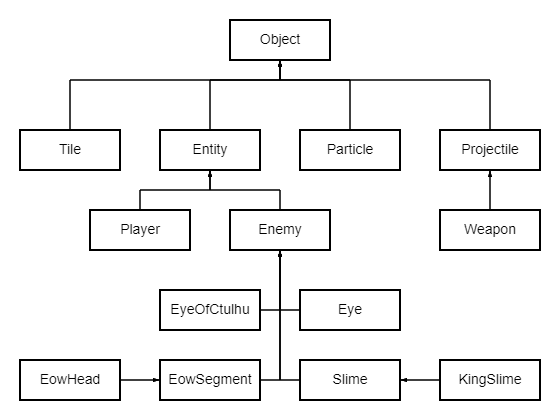 Object
Tile
Entity
Particle
Projectile
Player
Enemy
Weapon
EyeOfCtulhu
Eye
EowHead
EowSegment
Slime
KingSlime